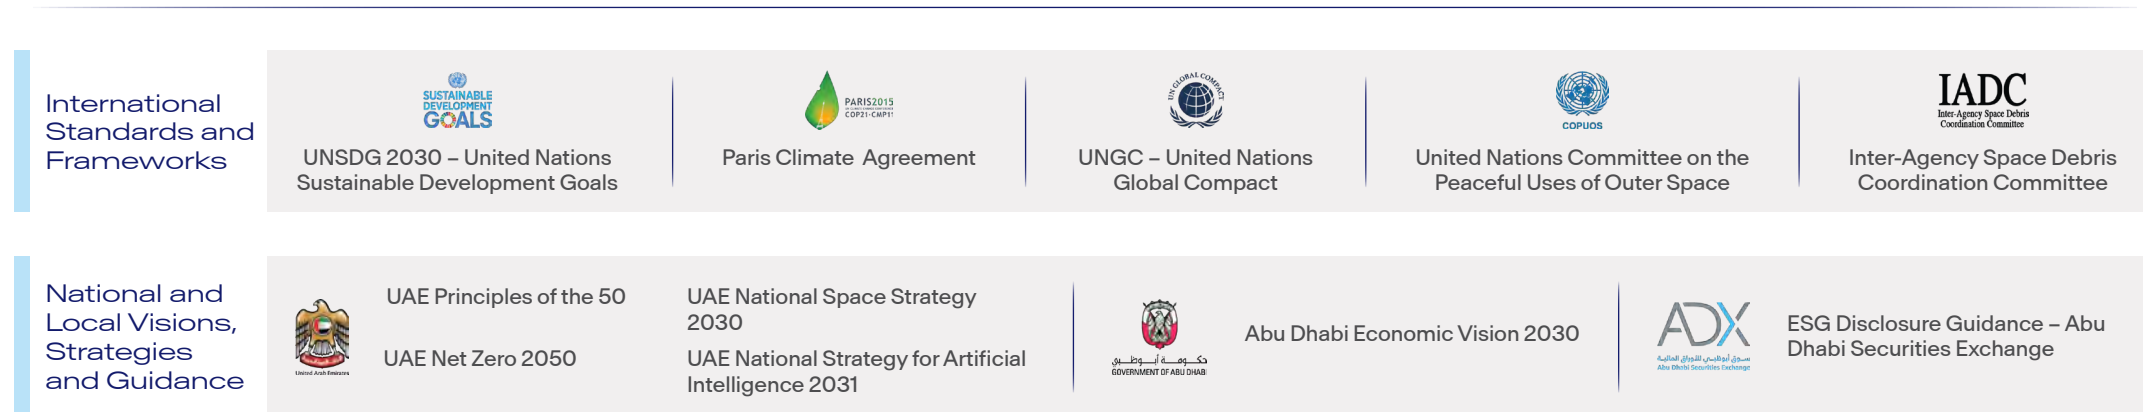 International
Standards and
Frameworks
SUSTAINABLE
DEVELOPMENT
GOALS
UNSDG 2030 – United Nations
Sustainable Development Goals
PARIS2015
COP21·CMP11
Paris Climate Agreement
UN GLOBAL COMPACT
UNGC – United Nations
Global Compact
COPUOS
United Nations Committee on the
Peaceful Uses of Outer Space
IADC
Inter-Agency Space Debris
Coordination Committee
Inter-Agency Space Debris
Coordination Committee
National and
Local Visions,
Strategies
and Guidance
United Arab Emirates
UAE Principles of the 50
UAE Net Zero 2050
UAE National Space Strategy
2030
UAE National Strategy for Artificial
Intelligence 2031
حكومة أبوظبي
GOVERNMENT OF ABU DHABI
Abu Dhabi Economic Vision 2030
ADX
سوق أبوظبي للأوراق المالية
Abu Dhabi Securities Exchange
ESG Disclosure Guidance – Abu
Dhabi Securities Exchange